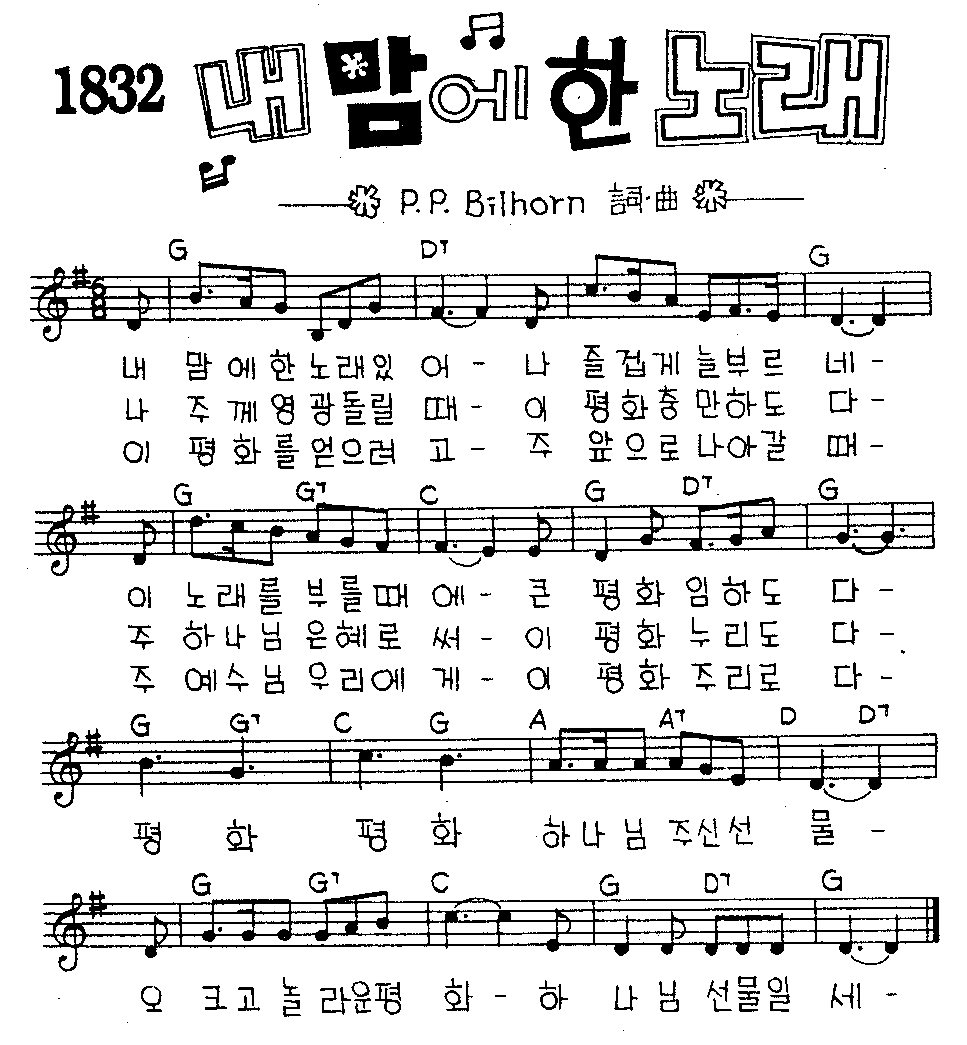 1832 내 맘에 한 노래
P.P. Bilhorn 詞·曲
G D7 G
내 맘에한노래있 어 - 나 즐겁게늘부르 네 -
나 주께영광돌릴 때 - 이 평화충만하도 다 -
이 평화를얻으려 고 - 주 앞으로나아갈 때 -
G G7 C G D7 G
이 노래를 부를때 에 - 큰 평화 임하도 다 -
주 하나님 은혜로 써 - 이 평화 누리도 다 -
주 예수님 우리에 게 - 이 평화 주리로 다 -
G G7 C G A A7 D D7
평 화 평 화 하나님 주신선 물 -
G G7 C G D7 G
오 크고 놀라운평 화 - 하 나님 선물일 세 -